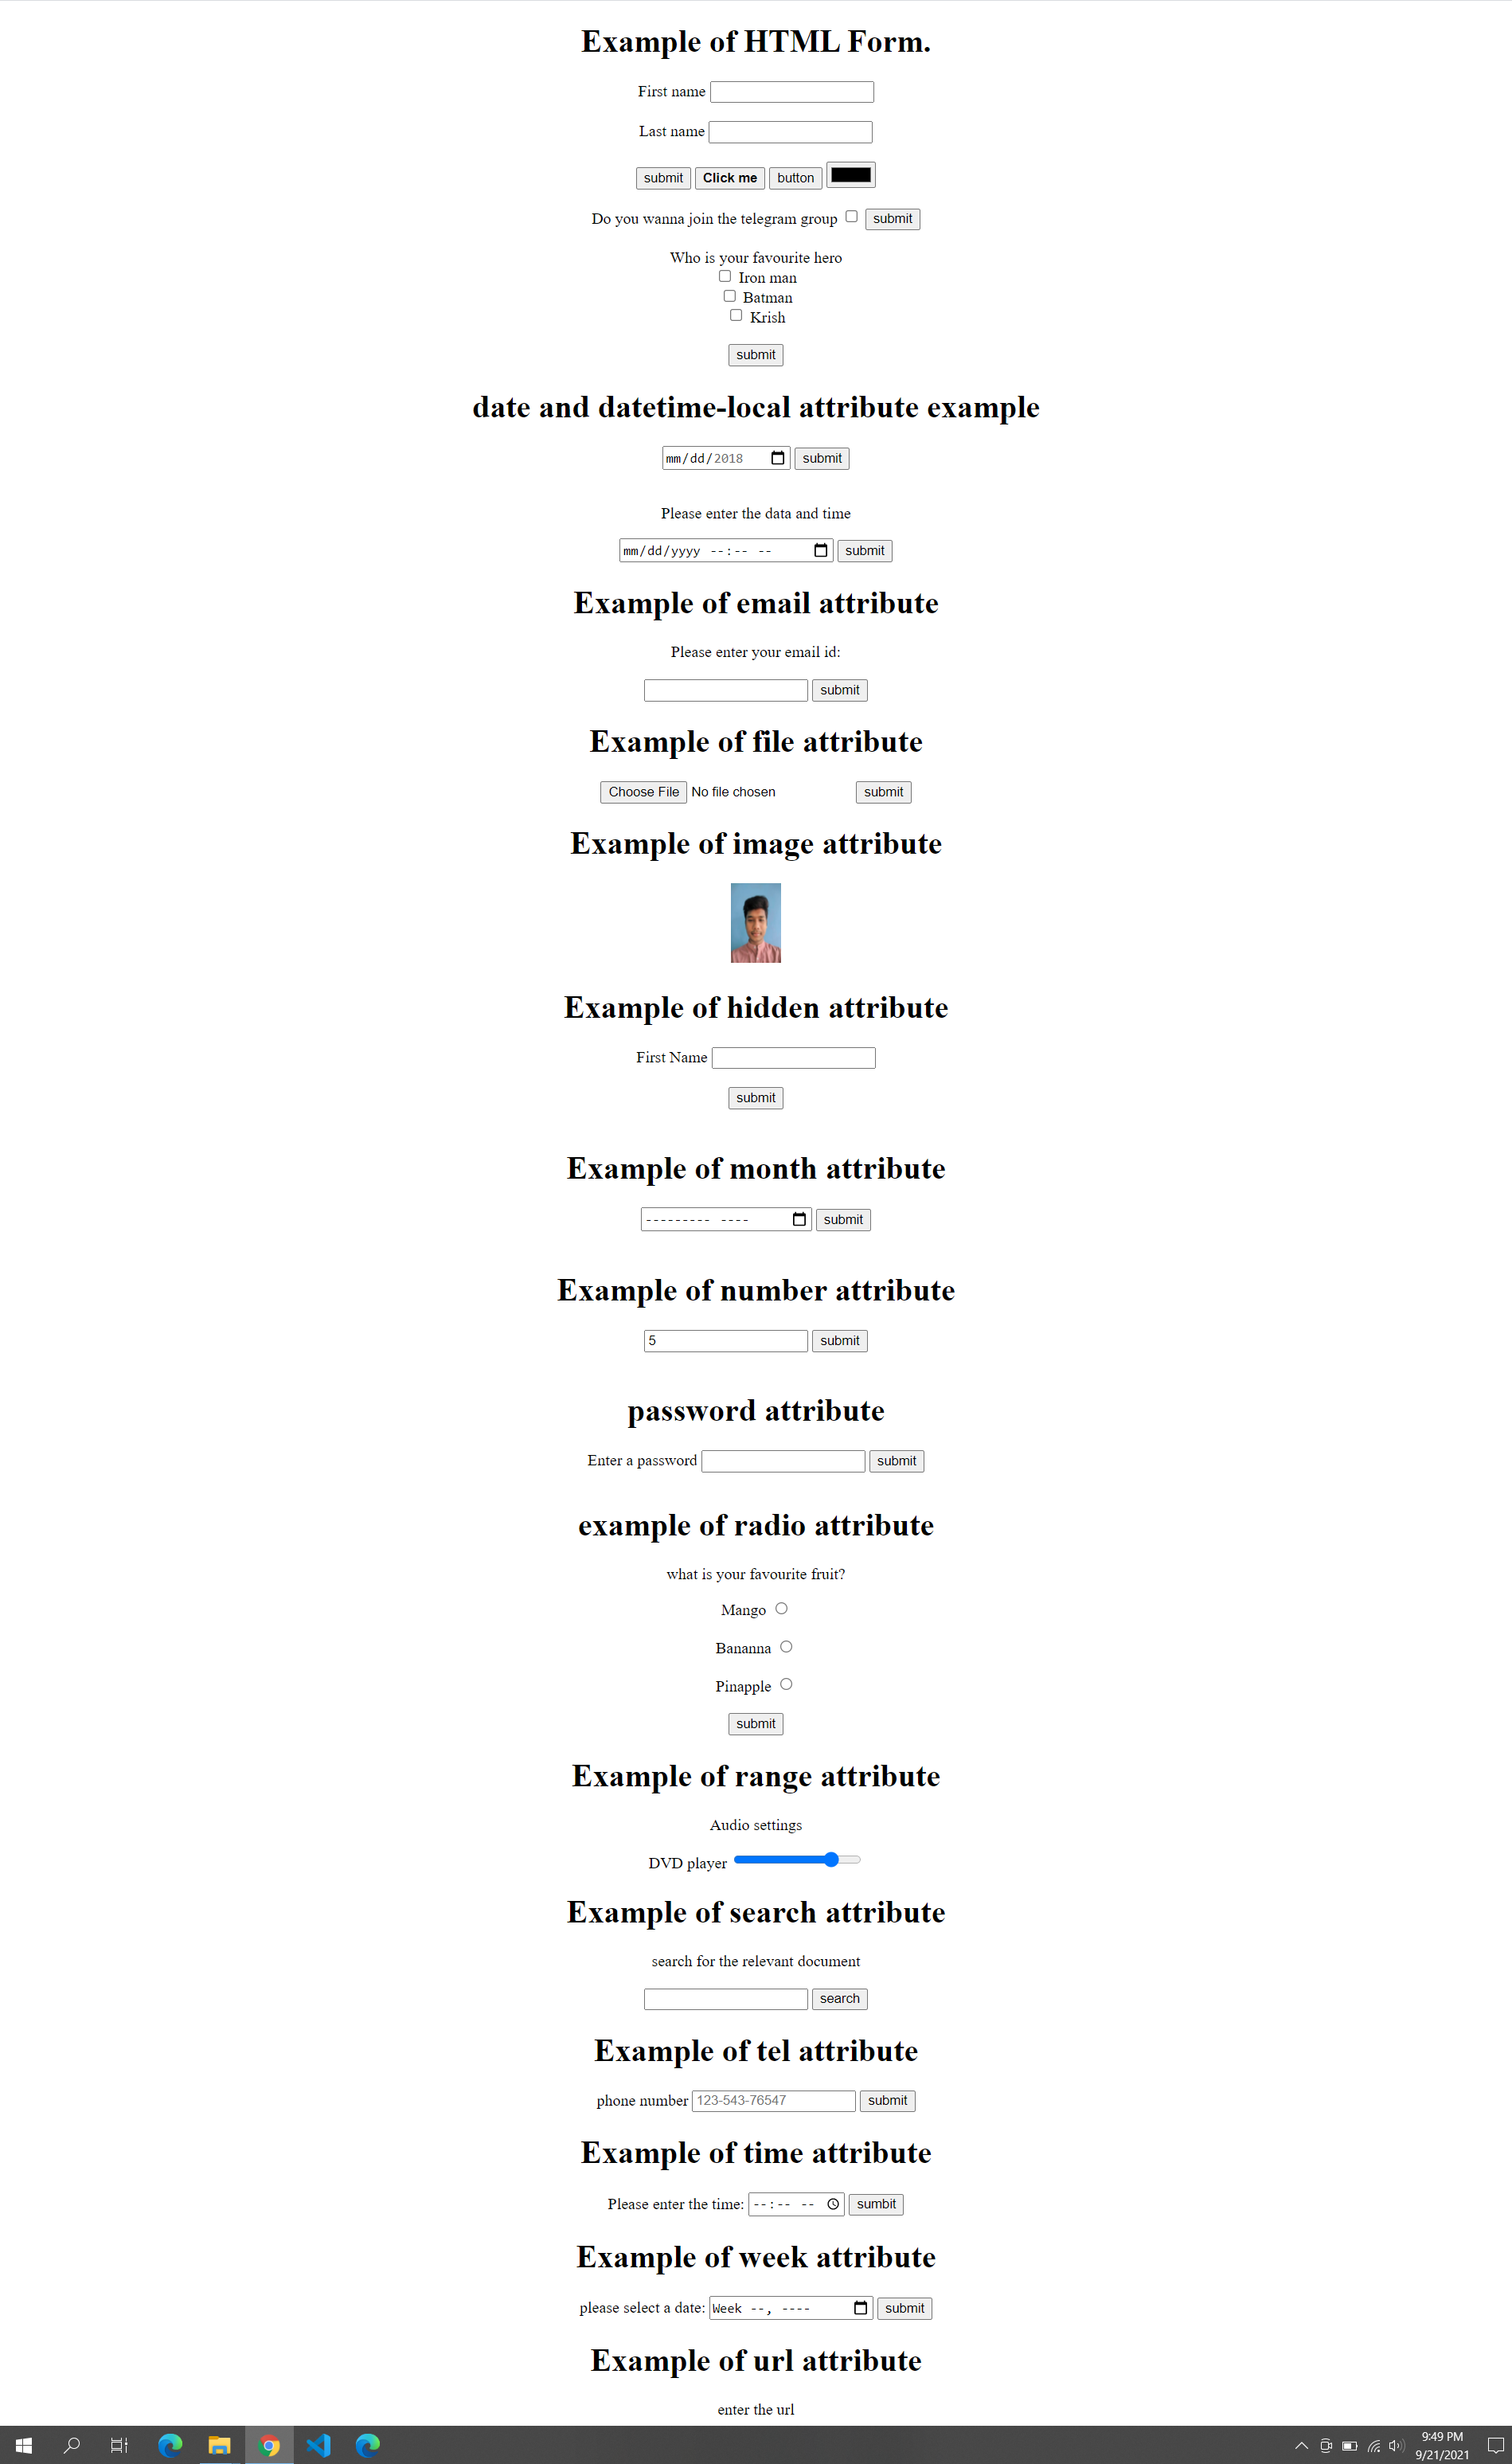 Example of HTML Form.
First name
Last name
submit Click me button
Do you wanna join the telegram group submit
Who is your favourite hero
Iron man
Batman
Krish
submit
date and datetime-local attribute example
mm/dd/2018 submit
Please enter the data and time
mm/dd/yyyy --:-- -- submit
Example of email attribute
Please enter your email id:
submit
Example of file attribute
Choose File No file chosen submit
Example of image attribute
Example of hidden attribute
First Name
submit
Example of month attribute
--------- ---- submit
Example of number attribute
5 submit
password attribute
Enter a password submit
example of radio attribute
what is your favourite fruit?
Mango
Bananna
Pinapple
submit
Example of range attribute
Audio settings
DVD player
Example of search attribute
search for the relevant document
search
Example of tel attribute
phone number 123-543-76547 submit
Example of time attribute
Please enter the time: --:-- -- sumbit
Example of week attribute
please select a date: Week --, ---- submit
Example of url attribute
enter the url
9:49 PM
9/21/2021